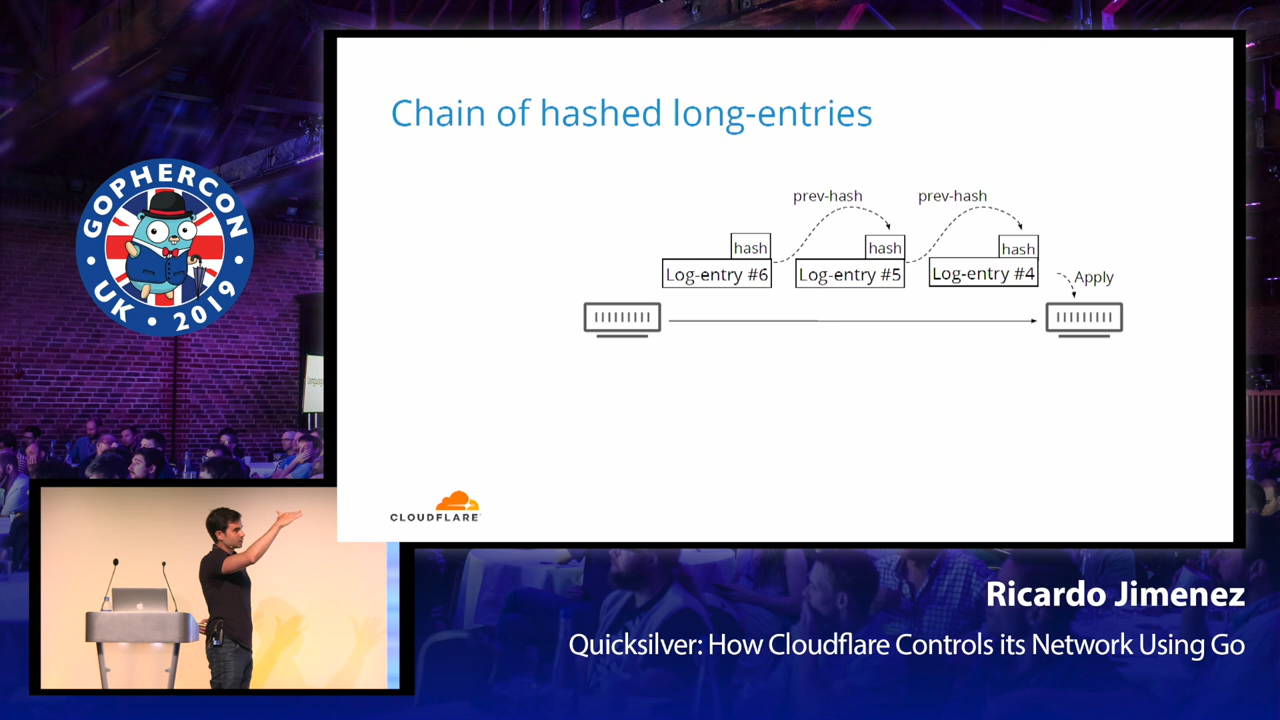 Chain of hashed long-entries
prev-hash prev-hash
hash hash hash
Log-entry #6 Log-entry #5 Log-entry #4
Apply
CLOUDFLARE
GOPHERCON
UK • 2019
Ricardo Jimenez
Quicksilver: How Cloudflare Controls its Network Using Go